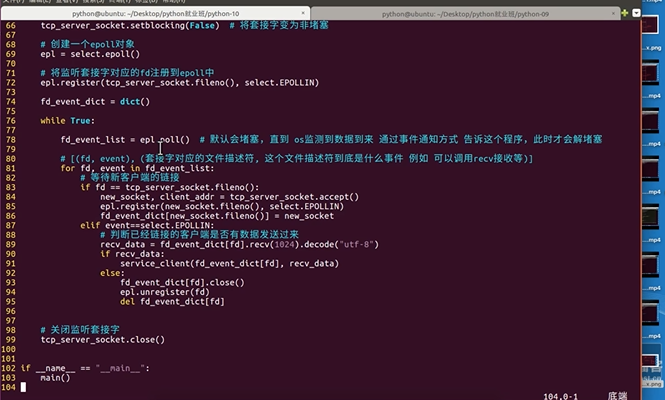 python@ubuntu: ~/Desktop/python就业班/python-10
python@ubuntu: ~/Desktop/python就业班/python-09
66 tcp_server_socket.setblocking(False) # 将套接字变为非堵塞
67
68 # 创建一个epoll对象
69 epl = select.epoll()
70
71 # 将监听套接字对应的fd注册到epoll中
72 epl.register(tcp_server_socket.fileno(), select.EPOLLIN)
73
74 fd_event_dict = dict()
75
76 while True:
77
78 fd_event_list = epl.poll() # 默认会堵塞，直到 os监测到数据到来 通过事件通知方式 告诉这个程序，此时才会解堵塞
79
80 # [(fd, event), (套接字对应的文件描述符, 这个文件描述符到底是什么事件 例如 可以调用recv接收等)]
81 for fd, event in fd_event_list:
82 # 等待新客户端的链接
83 if fd == tcp_server_socket.fileno():
84 new_socket, client_addr = tcp_server_socket.accept()
85 epl.register(new_socket.fileno(), select.EPOLLIN)
86 fd_event_dict[new_socket.fileno()] = new_socket
87 elif event==select.EPOLLIN:
88 # 判断已经链接的客户端是否有数据发送过来
89 recv_data = fd_event_dict[fd].recv(1024).decode("utf-8")
90 if recv_data:
91 service_client(fd_event_dict[fd], recv_data)
92 else:
93 fd_event_dict[fd].close()
94 epl.unregister(fd)
95 del fd_event_dict[fd]
96
97
98 # 关闭监听套接字
99 tcp_server_socket.close()
100
101
102 if __name__ == "__main__":
103 main()
104
104,0-1 底端
x.png
.mp4
.mp4
.mp4
.mp4
.mp4
.mp4
x.png